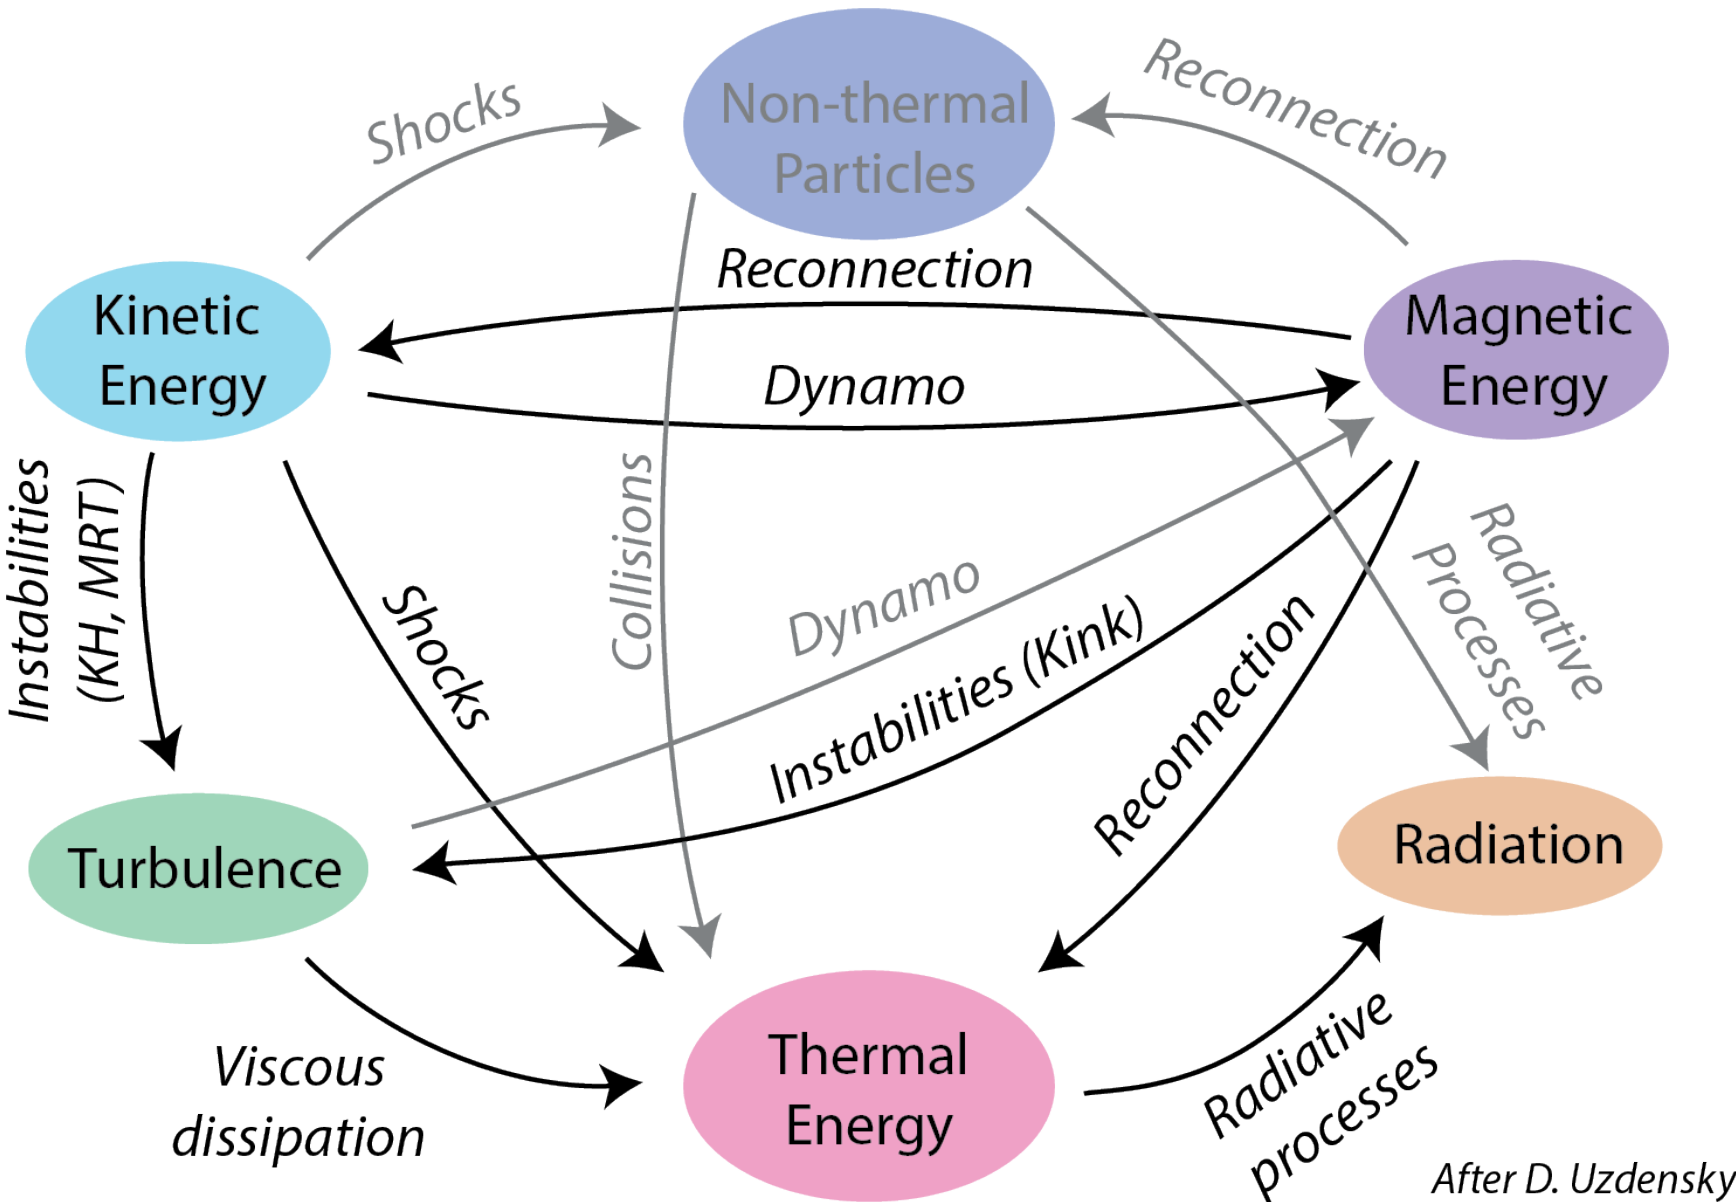 Non-thermal
Particles
Shocks
Reconnection
Reconnection
Kinetic
Energy
Magnetic
Energy
Dynamo
Instabilities
(KH, MRT)
Shocks
Collisions
Dynamo
Instabilities (Kink)
Reconnection
Radiative
Processes
Turbulence
Radiation
Viscous
dissipation
Thermal
Energy
Radiative
processes
After D. Uzdensky